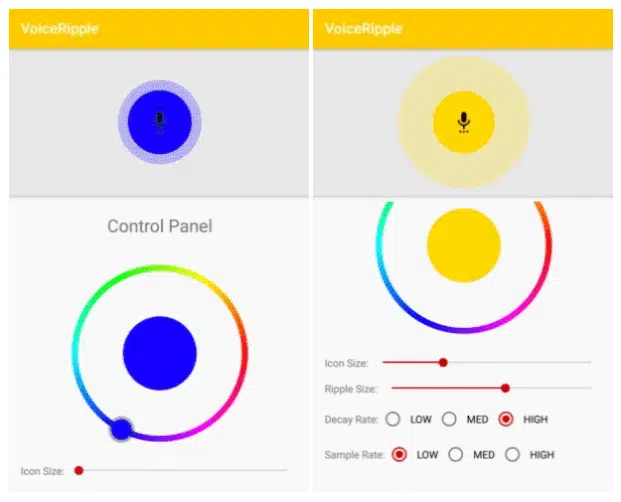 VoiceRipple
Control Panel
Icon Size:
VoiceRipple
Icon Size:
Ripple Size:
Decay Rate: LOW MED HIGH
Sample Rate: LOW MED HIGH